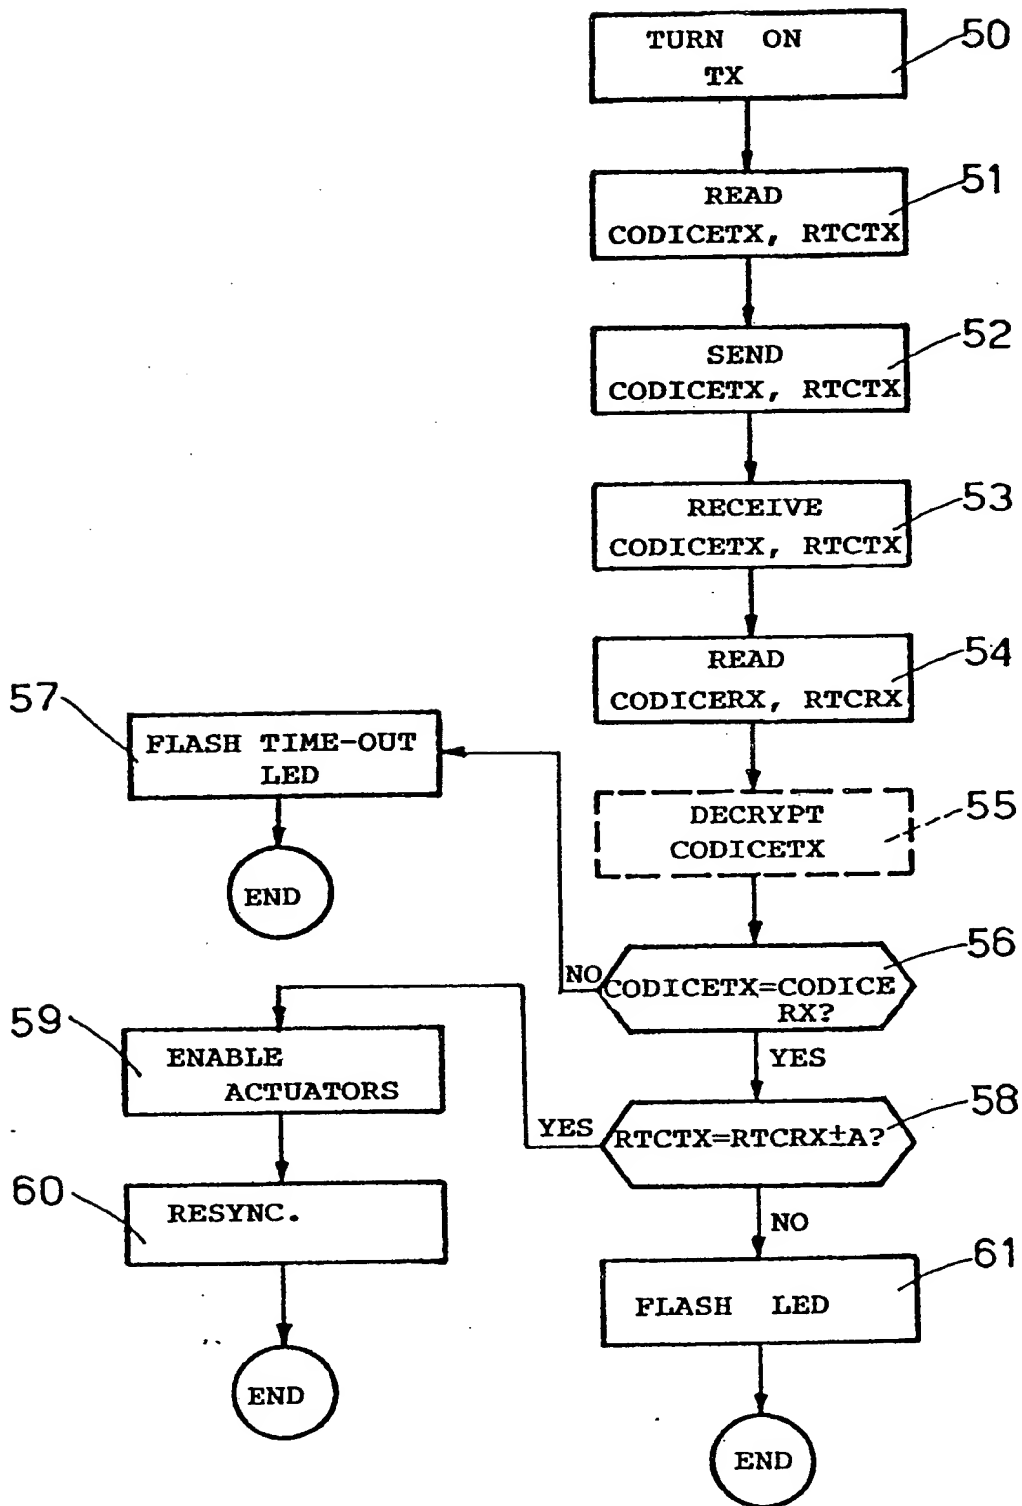 TURN ON
TX
50
READ
CODICETX, RTCTX
51
SEND
CODICETX, RTCTX
52
RECEIVE
CODICETX, RTCTX
53
READ
CODICERX, RTCRX
54
57
FLASH TIME-OUT
LED
END
DECRYPT
CODICETX
55
CODICETX=CODICE
RX?
56
NO
YES
59
ENABLE
ACTUATORS
RTCTX=RTCRX±A?
58
YES
NO
60
RESYNC.
END
FLASH LED
61
END